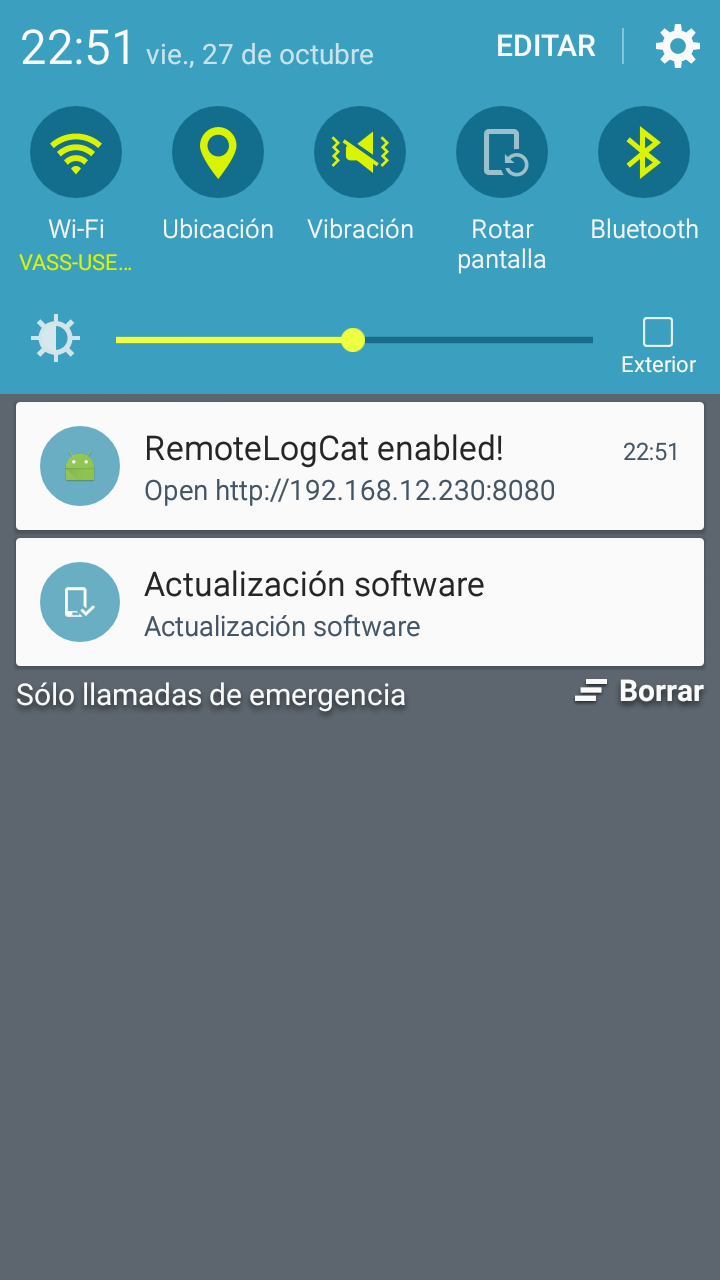 22:51 vie., 27 de octubre EDITAR
Wi-Fi
VASS-USE...
Ubicación
Vibración
Rotar
pantalla
Bluetooth
Exterior
RemoteLogCat enabled! 22:51
Open http://192.168.12.230:8080
Actualización software
Actualización software
Sólo llamadas de emergencia Borrar